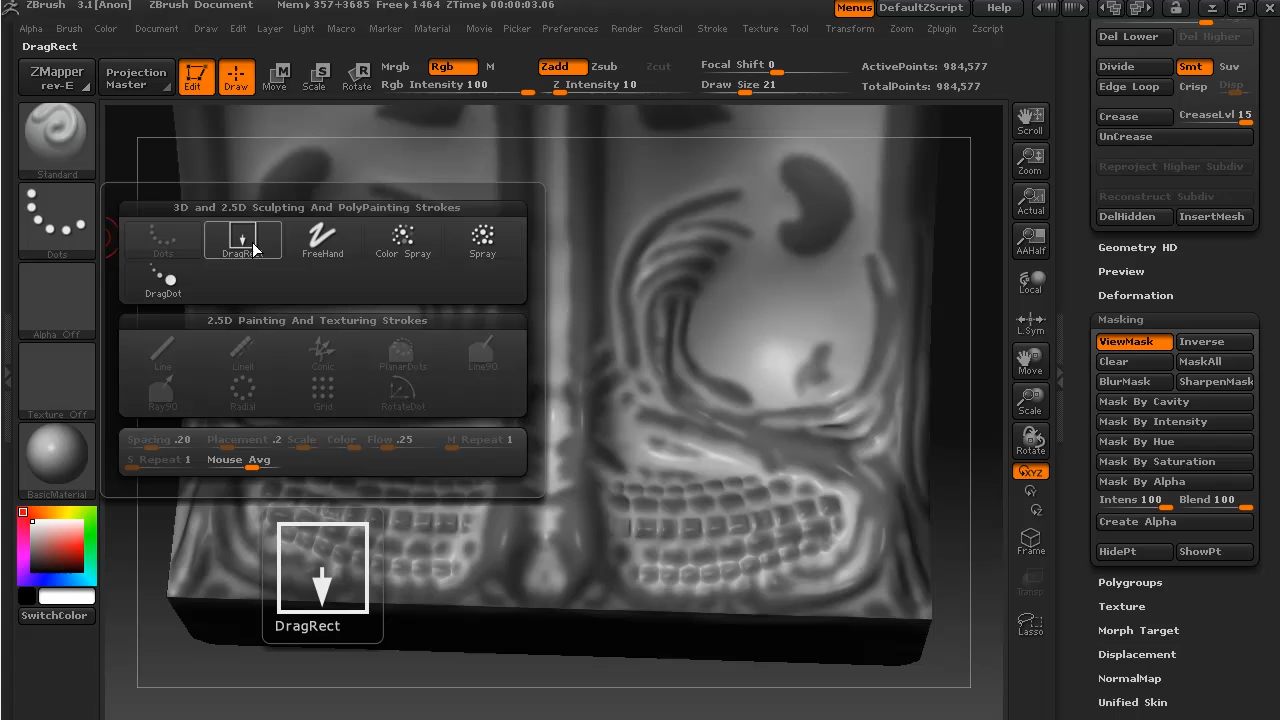 ZBrush 3.1[Anon] ZBrush Document Mem▸357+3685 Free▸1464 ZTime▸00:00:03.06 Menus DefaultZScript Help
Alpha Brush Color Document Draw Edit Layer Light Macro Marker Material Movie Picker Preferences Render Stencil Stroke Texture Tool Transform Zoom Zplugin Zscript
DragRect
ZMapper
rev-E
Projection
Master
Edit
Draw
Move
Scale
Rotate
Mrgb Rgb M
Rgb Intensity 100
Zadd Zsub Zcut
Z Intensity 10
Focal Shift 0
Draw Size 21
ActivePoints: 984,577
TotalPoints: 984,577
Standard
Dots
Alpha Off
Texture Off
BasicMaterial
SwitchColor
3D and 2.5D Sculpting And PolyPainting Strokes
Dots
FreeHand
Color Spray
Spray
DragDot
2.5D Painting And Texturing Strokes
Line
LineII
Conic
PlanarDots
Line90
Ray90
Radial
Grid
RotateDot
Spacing .20 Placement .2 Scale Color Flow .25 M Repeat 1
S Repeat 1 Mouse Avg
DragRect
Scroll
Zoom
Actual
AAHalf
Local
L.Sym
Move
Scale
Rotate
XYZ
Frame
Transp
Lasso
Del Lower Del Higher
Divide Smt Suv
Edge Loop Crisp Disp
Crease CreaseLvl 15
UnCrease
Reproject Higher Subdiv
Reconstruct Subdiv
DelHidden InsertMesh
Geometry HD
Preview
Deformation
Masking
ViewMask Inverse
Clear MaskAll
BlurMask SharpenMask
Mask By Cavity
Mask By Intensity
Mask By Hue
Mask By Saturation
Mask By Alpha
Intens 100 Blend 100
Create Alpha
HidePt ShowPt
Polygroups
Texture
Morph Target
Displacement
NormalMap
Unified Skin